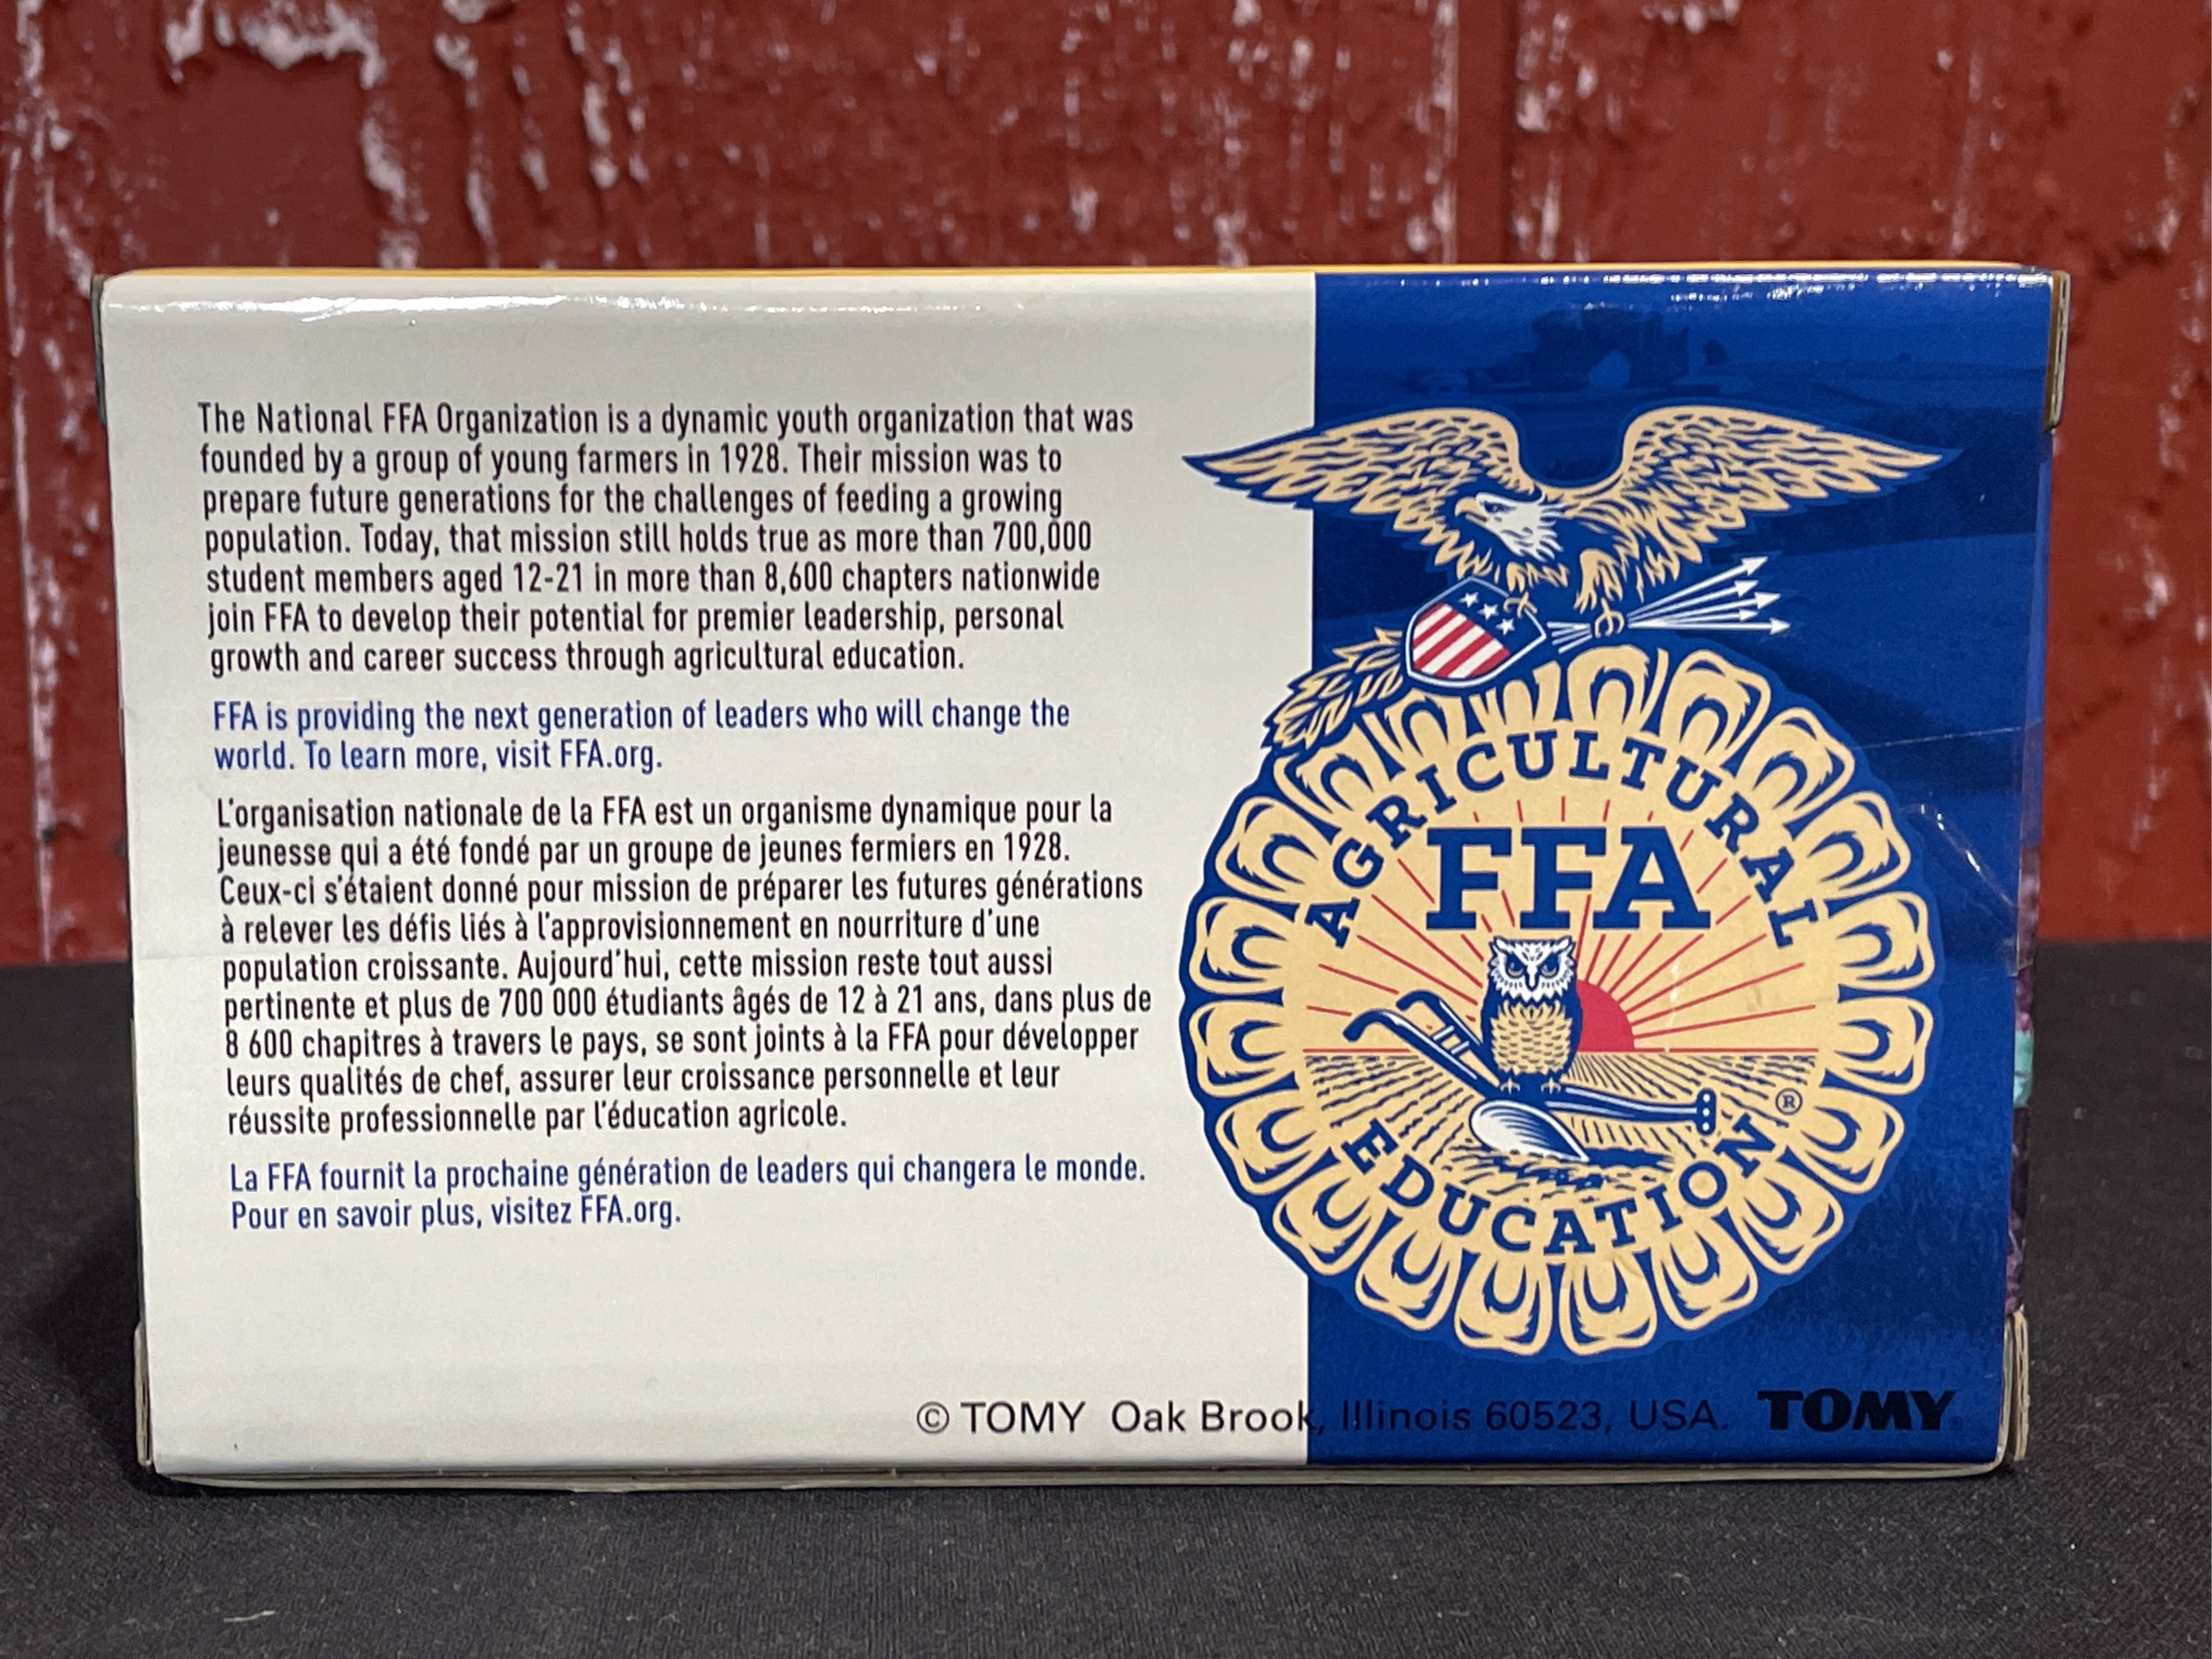 The National FFA Organization is a dynamic youth organization that was
founded by a group of young farmers in 1928. Their mission was to
prepare future generations for the challenges of feeding a growing
population. Today, that mission still holds true as more than 700,000
student members aged 12-21 in more than 8,600 chapters nationwide
join FFA to develop their potential for premier leadership, personal
growth and career success through agricultural education.
FFA is providing the next generation of leaders who will change the
world. To learn more, visit FFA.org.
L'organisation nationale de la FFA est un organisme dynamique pour la
jeunesse qui a été fondé par un groupe de jeunes fermiers en 1928.
Ceux-ci s'étaient donné pour mission de préparer les futures générations
à relever les défis liés à l'approvisionnement en nourriture d'une
population croissante. Aujourd'hui, cette mission reste tout aussi
pertinente et plus de 700 000 étudiants âgés de 12 à 21 ans, dans plus de
8 600 chapitres à travers le pays, se sont joints à la FFA pour développer
leurs qualités de chef, assurer leur croissance personnelle et leur
réussite professionnelle par l'éducation agricole.
La FFA fournit la prochaine génération de leaders qui changera le monde.
Pour en savoir plus, visitez FFA.org.
AGRICULTURAL
FFA
EDUCATION
®
© TOMY Oak Brook, Illinois 60523, USA. TOMY